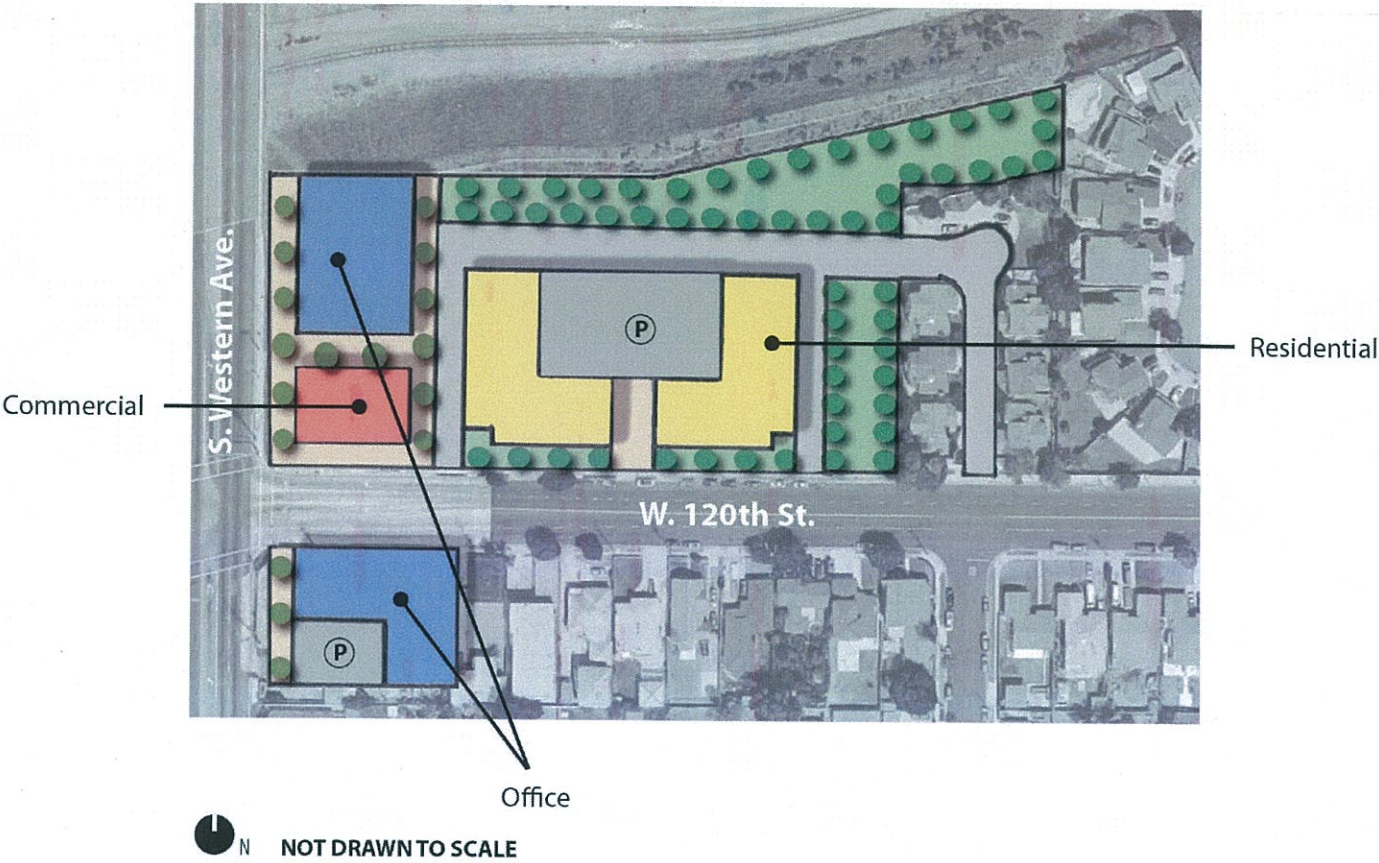 S. Western Ave.
P
Residential
Commercial
W. 120th St.
P
Office
N
NOT DRAWN TO SCALE